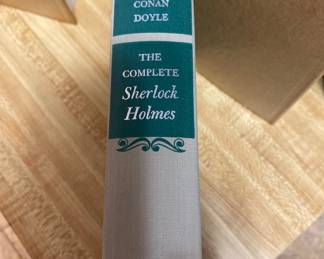 CONAN
DOYLE
THE
COMPLETE
Sherlock
Holmes